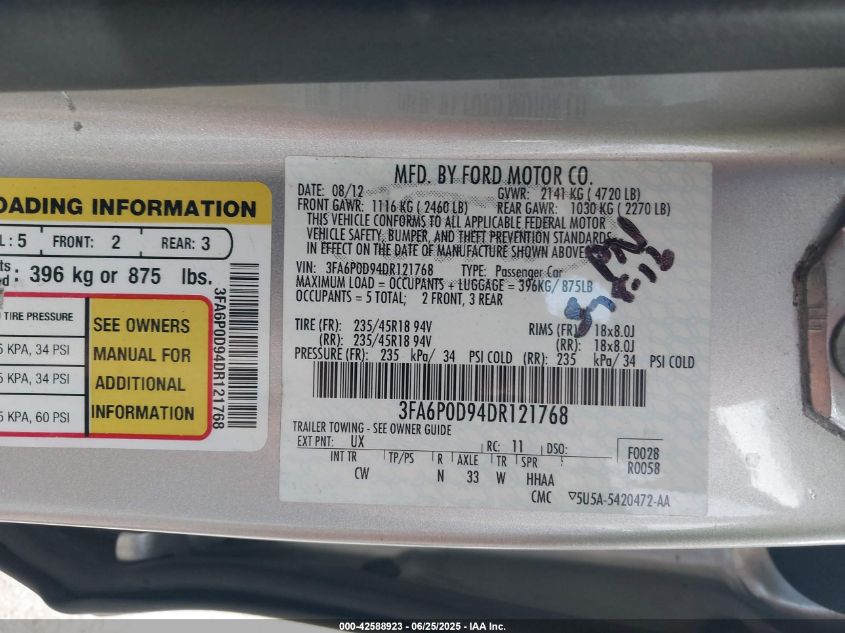 LOADING INFORMATION
L : 5 FRONT: 2 REAR: 3
: 396 kg or 875 lbs.
TIRE PRESSURE
5 KPA, 34 PSI
5 KPA, 34 PSI
5 KPA, 60 PSI
SEE OWNERS
MANUAL FOR
ADDITIONAL
INFORMATION
3FA6P0D94DR121768
MFD. BY FORD MOTOR CO.
DATE: 08/12 GVWR: 2141 KG ( 4720 LB)
FRONT GAWR: 1116 KG ( 2460 LB) REAR GAWR: 1030 KG ( 2270 LB)
THIS VEHICLE CONFORMS TO ALL APPLICABLE FEDERAL MOTOR
VEHICLE SAFETY, BUMPER, AND THEFT PREVENTION STANDARDS
IN EFFECT ON THE DATE OF MANUFACTURE SHOWN ABOVE
VIN: 3FA6P0D94DR121768 TYPE: Passenger Car
MAXIMUM LOAD = OCCUPANTS + LUGGAGE = 396KG/ 875LB
OCCUPANTS = 5 TOTAL; 2 FRONT, 3 REAR
TIRE (FR): 235/45R18 94V RIMS (FR) 18x8.0J
(RR): 235/45R18 94V (RR): 18x8.0J
PRESSURE (FR): 235 kPa/ 34 PSI COLD (RR): 235 kPa/ 34 PSI COLD
3FA6P0D94DR121768
TRAILER TOWING - SEE OWNER GUIDE
EXT PNT: UX RC: 11 DSO: F0028
INT TR TP/PS R AXLE TR SPR R0058
CW N 33 W HHAA
CMC ▽5U5A-5420472-AA
000-42588923 / 06/25/2025 - IAA Inc.